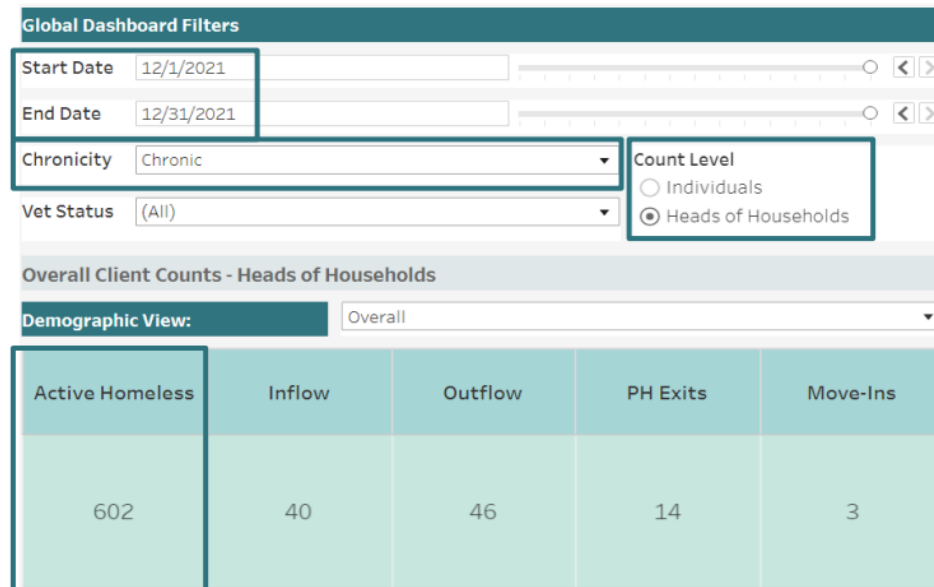 Global Dashboard Filters
Start Date 12/1/2021
End Date 12/31/2021
Chronicity Chronic Count Level
Individuals
Vet Status (All) Heads of Households
Overall Client Counts - Heads of Households
Demographic View: Overall
Active Homeless Inflow Outflow PH Exits Move-Ins
602 40 46 14 3